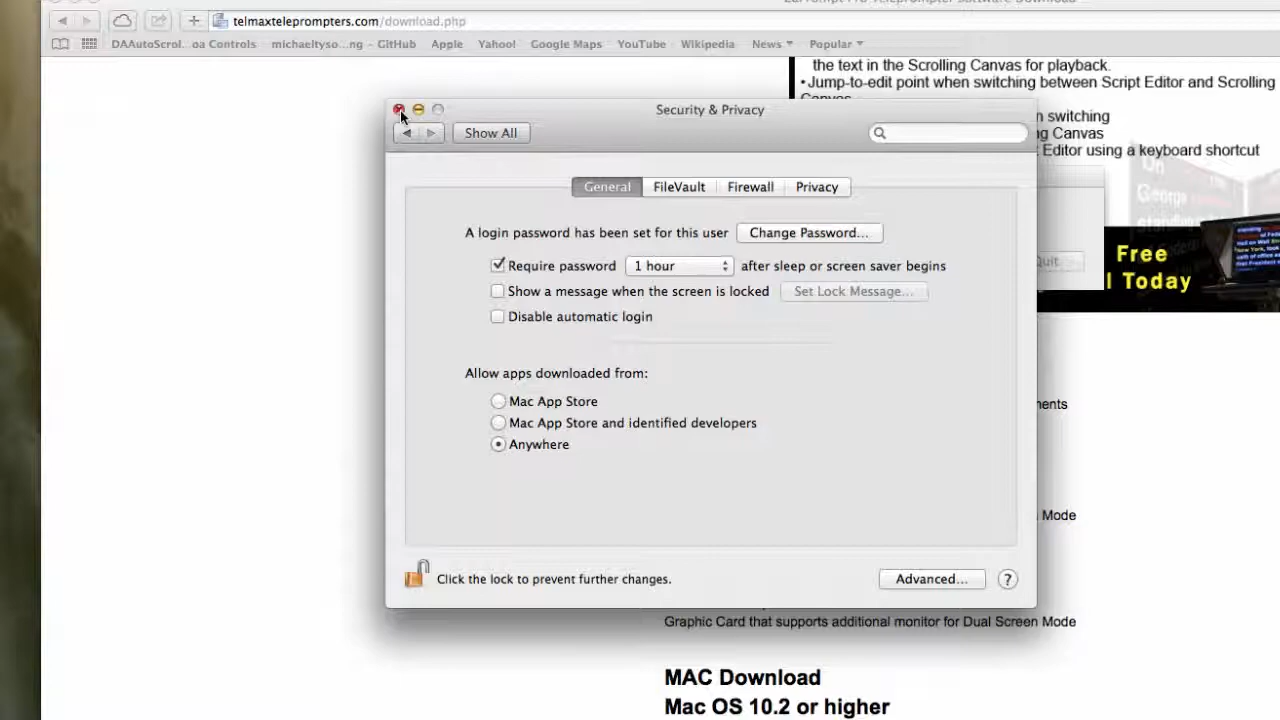 telmaxteleprompters.com/download.php
DAAutoScrol...oa Controls michaeltyso...ng - GitHub Apple Yahoo! Google Maps YouTube Wikipedia News Popular
the text in the Scrolling Canvas for playback.
•Jump-to-edit point when switching between Script Editor and Scrolling
Canvas
Security & Privacy
n switching
Show All
ng Canvas
Editor using a keyboard shortcut
General FileVault Firewall Privacy
On
George
A login password has been set for this user Change Password...
Free
Quit
Require password 1 hour after sleep or screen saver begins
l Today
Show a message when the screen is locked Set Lock Message...
Disable automatic login
Allow apps downloaded from:
Mac App Store
ents
Mac App Store and identified developers
Anywhere
Mode
Click the lock to prevent further changes. Advanced... ?
Graphic Card that supports additional monitor for Dual Screen Mode
MAC Download
Mac OS 10.2 or higher